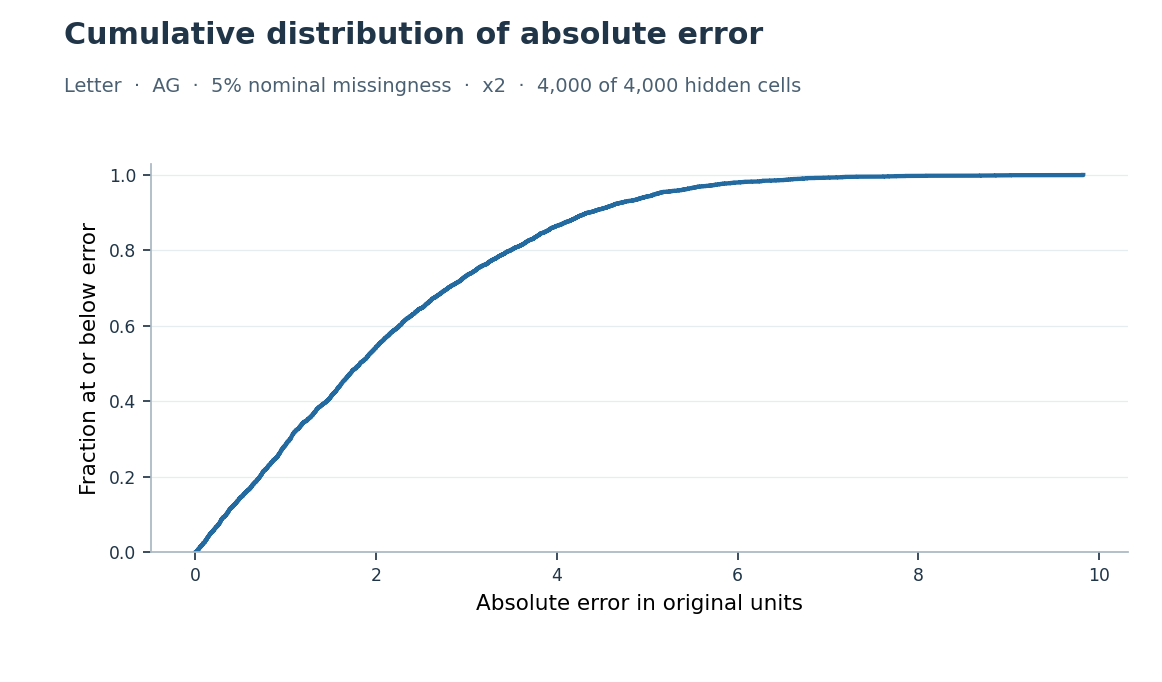 Cumulative distribution of absolute error
Letter · AG · 5% nominal missingness · x2 · 4,000 of 4,000 hidden cells
Fraction at or below error
1.0
0.8
0.6
0.4
0.2
0.0
0 2 4 6 8 10
Absolute error in original units